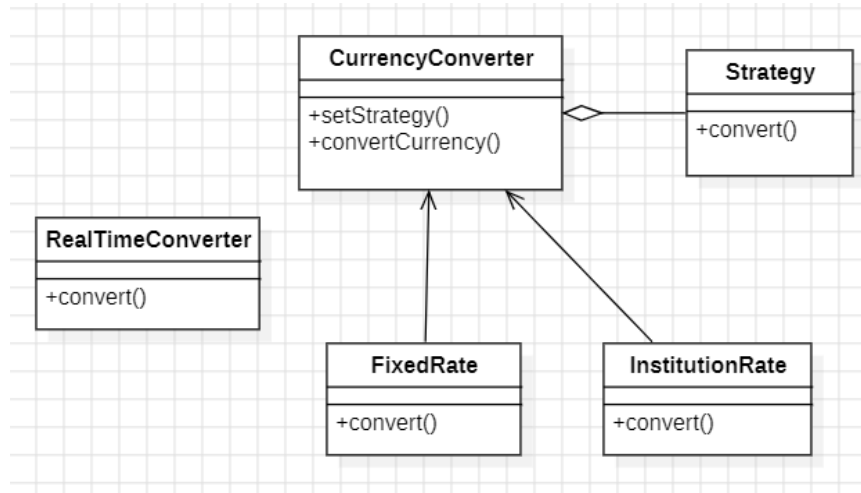 CurrencyConverter
+setStrategy()
+convertCurrency()
Strategy
+convert()
RealTimeConverter
+convert()
FixedRate
+convert()
InstitutionRate
+convert()